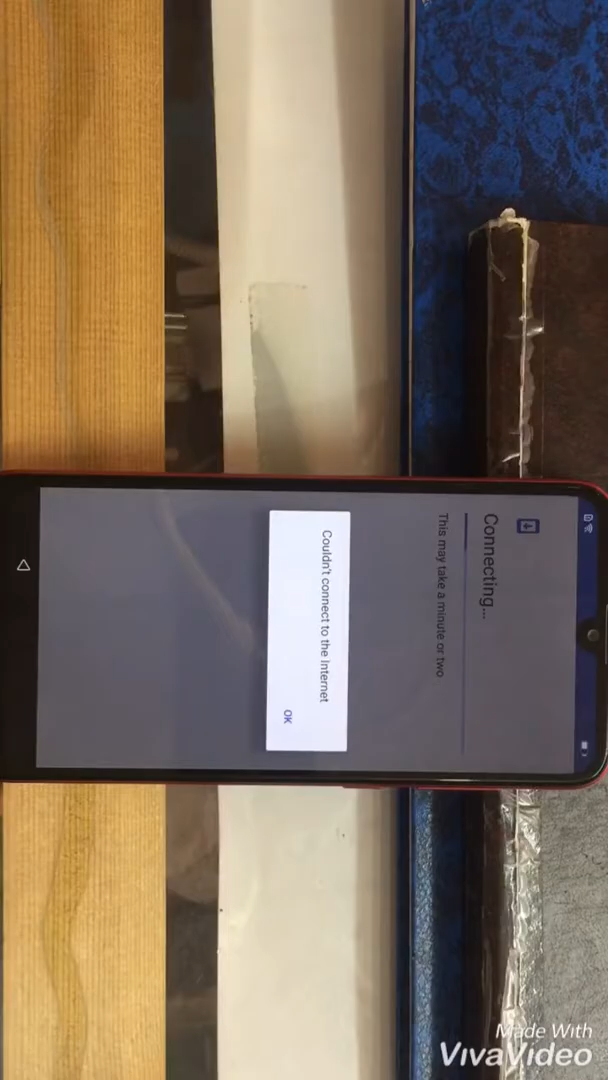 Connecting...
This may take a minute or two
Couldn't connect to the Internet
OK
Made With
VivaVideo